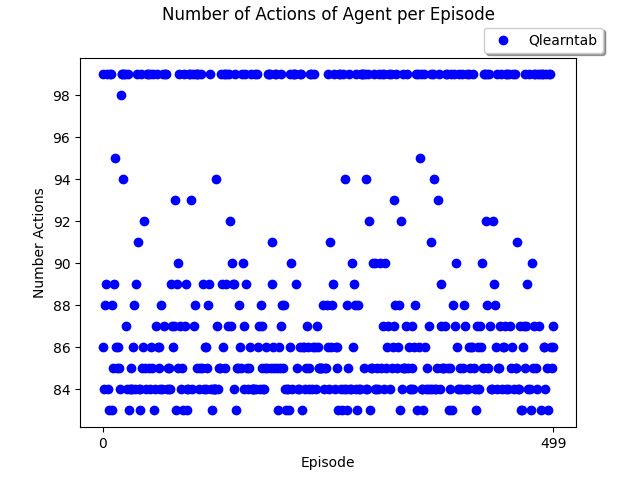 Number of Actions of Agent per Episode
Qlearntab
98
96
94
92
90
88
86
84
Number Actions
0
499
Episode